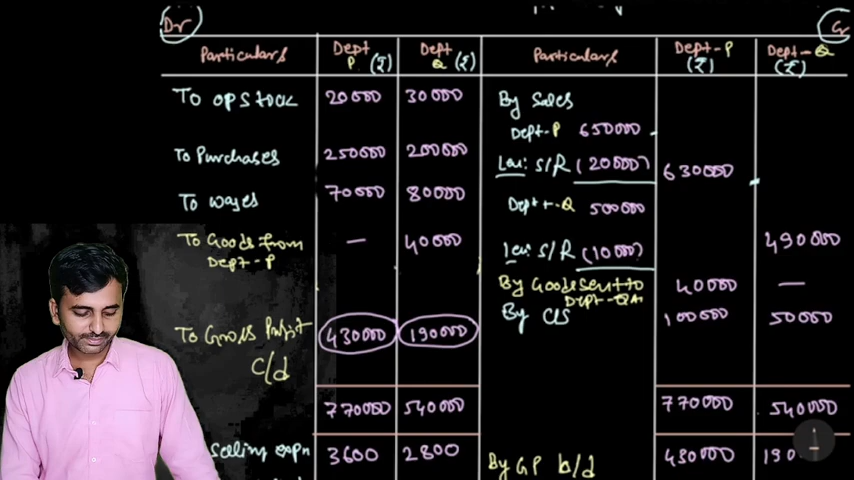 Dr Cr
Particulars Dept P (₹) Dept Q (₹) Particulars Dept-P (₹) Dept-Q (₹)
To op stock 20000 30000 By Sales
Dept-P 650000
To Purchases 250000 200000 Less: S/R (20000) 630000
To wages 70000 80000 Dept-Q 500000
To Goods from Dept-P — 40000 Less: S/R (10000) 490000
By Goods sent to Dept-Q 40000 —
By C/S 100000 50000
To Gross Profit c/d 430000 190000
770000 540000 770000 540000
Selling expn 3600 2800 By GP b/d 430000 190